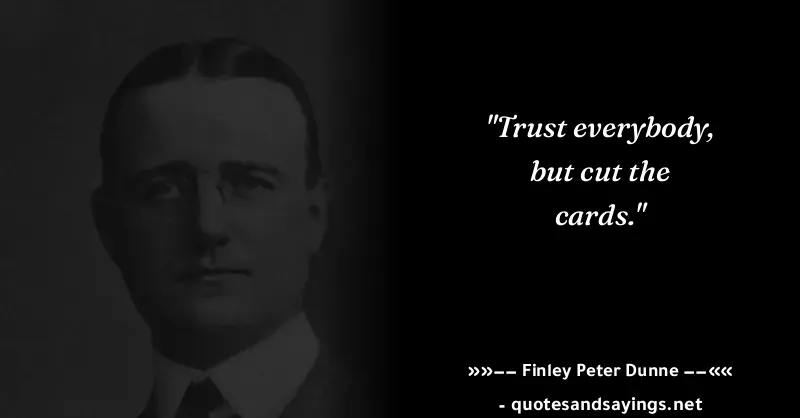 "Trust everybody,
but cut the
cards."
»»–– Finley Peter Dunne ––««
- quotesandsayings.net